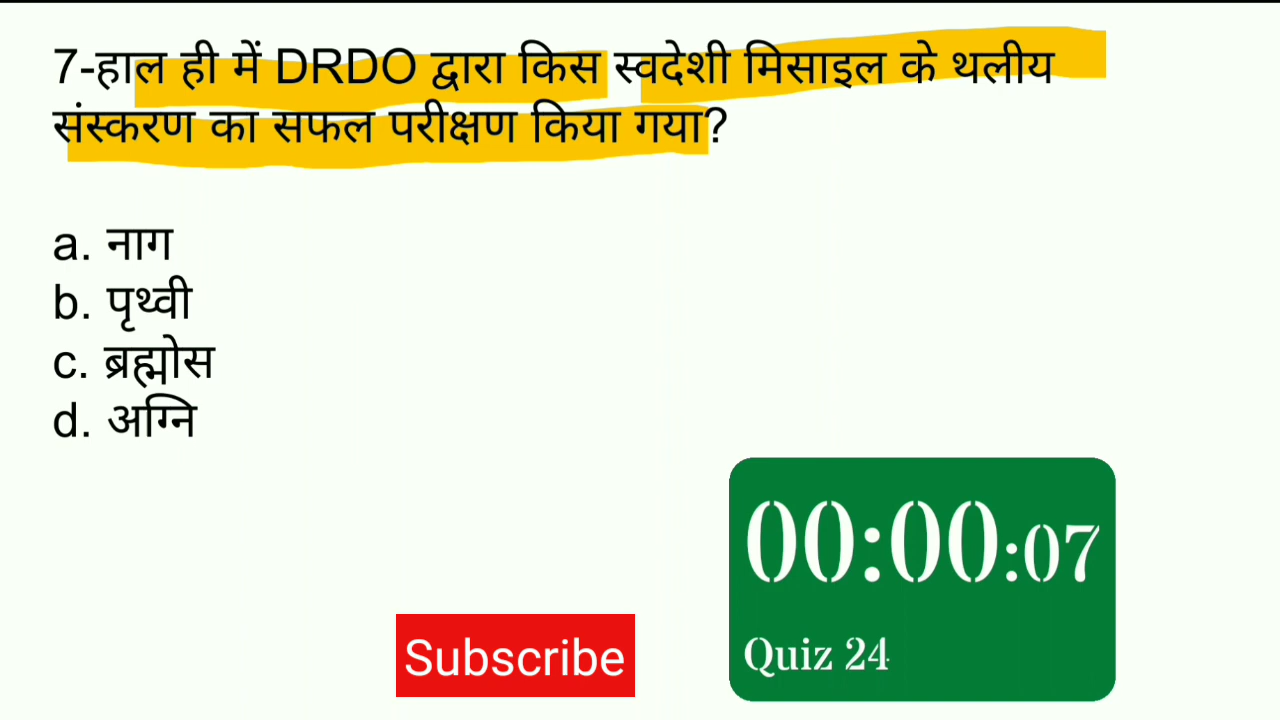 7-हाल ही में DRDO द्वारा किस स्वदेशी मिसाइल के थलीय
संस्करण का सफल परीक्षण किया गया?
a. नाग
b. पृथ्वी
c. ब्रह्मोस
d. अग्नि
00:00:07
Quiz 24
Subscribe